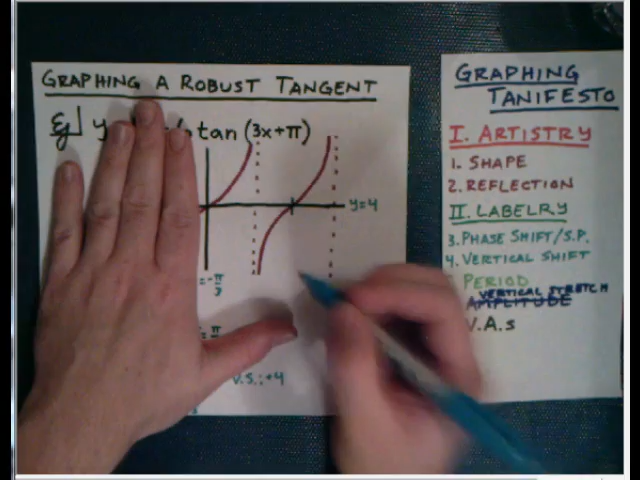 GRAPHING A ROBUST TANGENT
Eg y tan (3x+π)
y=4
=-π/3
V.S.: +4
GRAPHING
TANIFESTO
I. ARTISTRY
1. SHAPE
2. REFLECTION
II. LABELRY
3. PHASE SHIFT/S.P.
4. VERTICAL SHIFT
PERIOD
VERTICAL STRETCH
AMPLITUDE
V.A.s